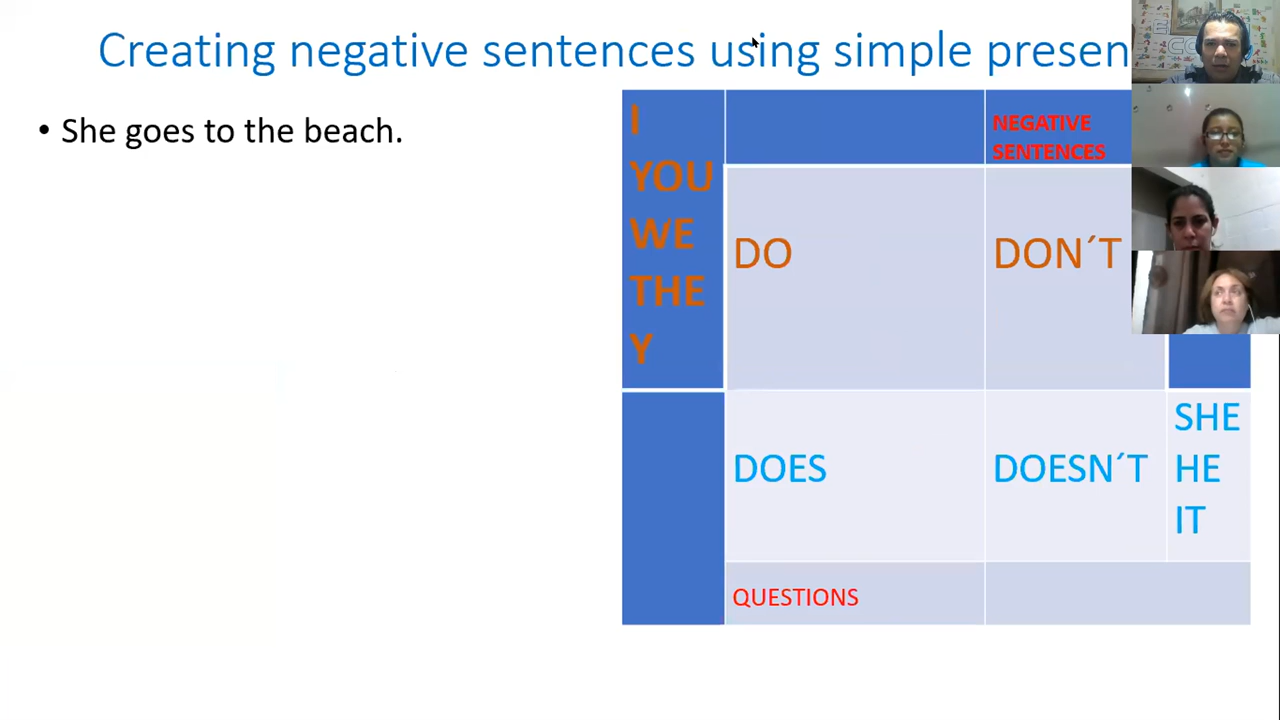 Creating negative sentences using simple presen
• She goes to the beach.
I
YOU
WE
THE
Y
NEGATIVE
SENTENCES
DO
DON´T
DOES
DOESN´T
SHE
HE
IT
QUESTIONS